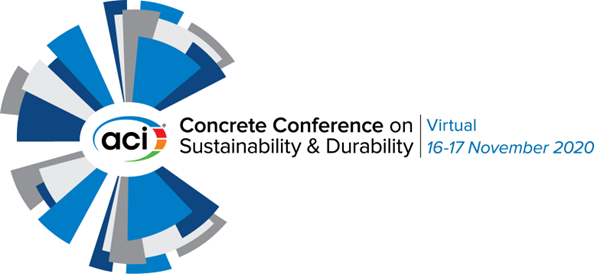 aci®
Concrete Conference on
Sustainability & Durability
Virtual
16-17 November 2020